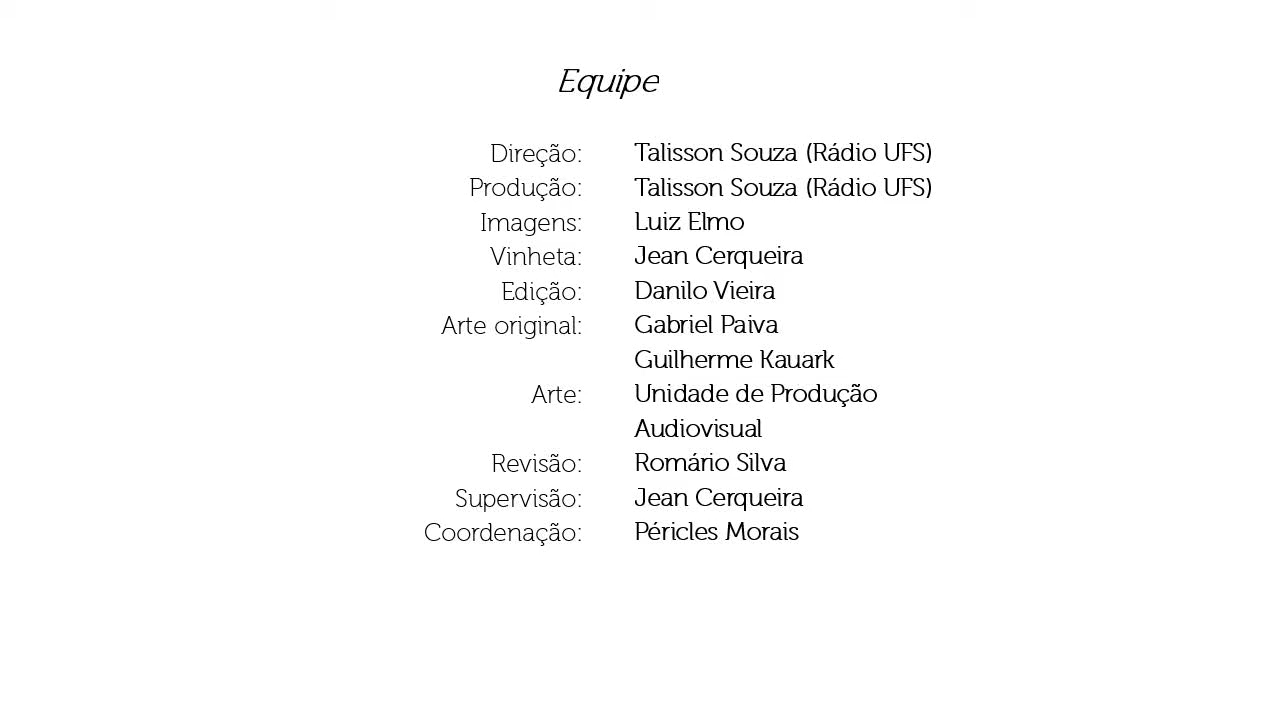 Equipe
Direção: Talisson Souza (Rádio UFS)
Produção: Talisson Souza (Rádio UFS)
Imagens: Luiz Elmo
Vinheta: Jean Cerqueira
Edição: Danilo Vieira
Arte original: Gabriel Paiva
Guilherme Kauark
Arte: Unidade de Produção
Audiovisual
Revisão: Romário Silva
Supervisão: Jean Cerqueira
Coordenação: Péricles Morais